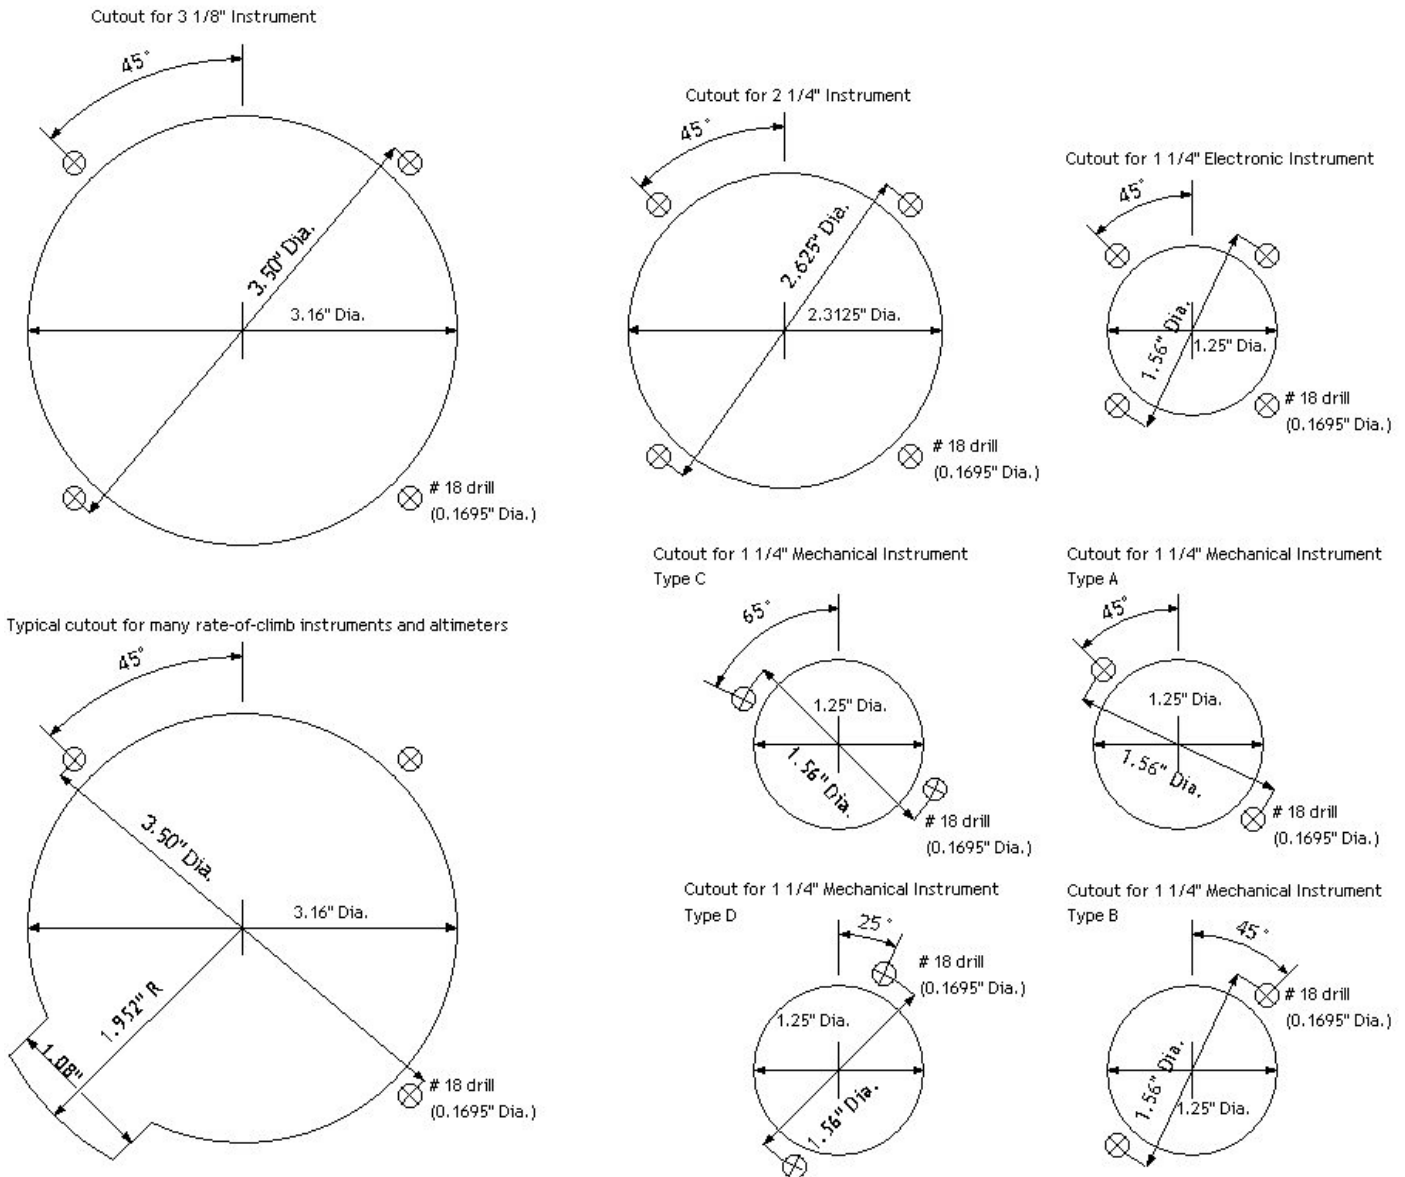 Cutout for 3 1/8" Instrument
45°
3.50" Dia.
3.16" Dia.
# 18 drill
(0.1695" Dia.)
Cutout for 2 1/4" Instrument
45°
2.625" Dia.
2.3125" Dia.
# 18 drill
(0.1695" Dia.)
Cutout for 1 1/4" Electronic Instrument
45°
1.56" Dia.
1.25" Dia.
# 18 drill
(0.1695" Dia.)
Typical cutout for many rate-of-climb instruments and altimeters
45°
3.50" Dia.
3.16" Dia.
1.952" R
1.08"
# 18 drill
(0.1695" Dia.)
Cutout for 1 1/4" Mechanical Instrument
Type C
65°
1.25" Dia.
1.56" Dia.
# 18 drill
(0.1695" Dia.)
Cutout for 1 1/4" Mechanical Instrument
Type A
45°
1.25" Dia.
1.56" Dia.
# 18 drill
(0.1695" Dia.)
Cutout for 1 1/4" Mechanical Instrument
Type D
25°
# 18 drill
(0.1695" Dia.)
1.25" Dia.
1.56" Dia.
Cutout for 1 1/4" Mechanical Instrument
Type B
45°
# 18 drill
(0.1695" Dia.)
1.56" Dia.
1.25" Dia.